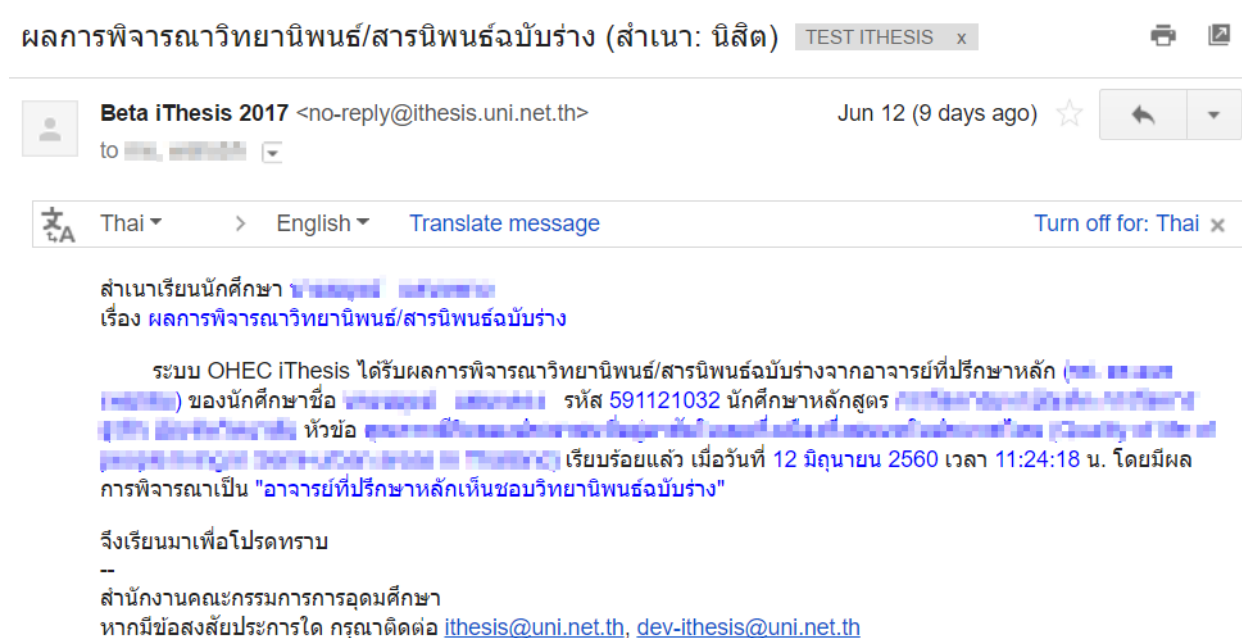 ผลการพิจารณาวิทยานิพนธ์/สารนิพนธ์ฉบับร่าง (สำเนา: นิสิต) TEST ITHESIS x
Beta iThesis 2017 <no-reply@ithesis.uni.net.th> Jun 12 (9 days ago)
to
Thai > English Translate message Turn off for: Thai x
สำเนาเรียนนักศึกษา
เรื่อง ผลการพิจารณาวิทยานิพนธ์/สารนิพนธ์ฉบับร่าง
ระบบ OHEC iThesis ได้รับผลการพิจารณาวิทยานิพนธ์/สารนิพนธ์ฉบับร่างจากอาจารย์ที่ปรึกษาหลัก (
) ของนักศึกษาชื่อ รหัส 591121032 นักศึกษาหลักสูตร
หัวข้อ
เรียบร้อยแล้ว เมื่อวันที่ 12 มิถุนายน 2560 เวลา 11:24:18 น. โดยมีผล
การพิจารณาเป็น "อาจารย์ที่ปรึกษาหลักเห็นชอบวิทยานิพนธ์ฉบับร่าง"
จึงเรียนมาเพื่อโปรดทราบ
--
สำนักงานคณะกรรมการการอุดมศึกษา
หากมีข้อสงสัยประการใด กรุณาติดต่อ ithesis@uni.net.th, dev-ithesis@uni.net.th